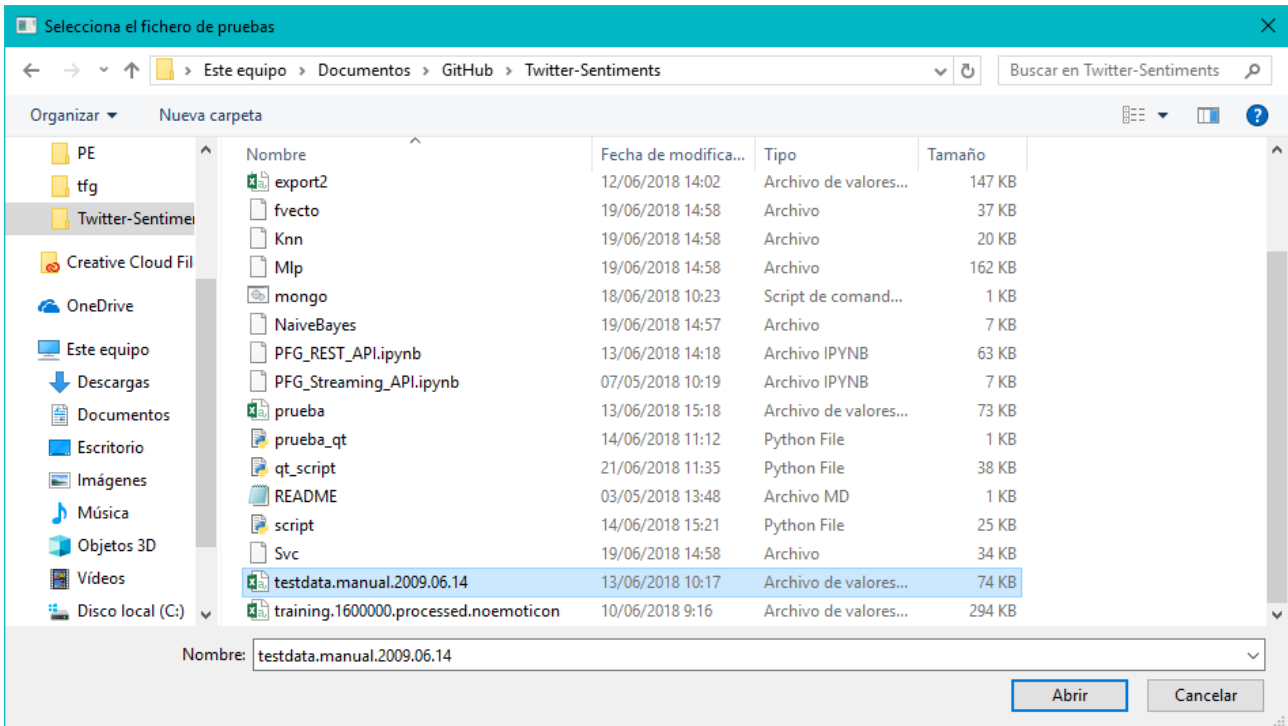 Selecciona el fichero de pruebas
Este equipo > Documentos > GitHub > Twitter-Sentiments
Buscar en Twitter-Sentiments
Organizar
Nueva carpeta
PE
tfg
Twitter-Sentime
Creative Cloud Fil
OneDrive
Este equipo
Descargas
Documentos
Escritorio
Imágenes
Música
Objetos 3D
Vídeos
Disco local (C:)
Nombre Fecha de modifica... Tipo Tamaño
export2 12/06/2018 14:02 Archivo de valores... 147 KB
fvecto 19/06/2018 14:58 Archivo 37 KB
Knn 19/06/2018 14:58 Archivo 20 KB
Mlp 19/06/2018 14:58 Archivo 162 KB
mongo 18/06/2018 10:23 Script de comand... 1 KB
NaiveBayes 19/06/2018 14:57 Archivo 7 KB
PFG_REST_API.ipynb 13/06/2018 14:18 Archivo IPYNB 63 KB
PFG_Streaming_API.ipynb 07/05/2018 10:19 Archivo IPYNB 7 KB
prueba 13/06/2018 15:18 Archivo de valores... 73 KB
prueba_qt 14/06/2018 11:12 Python File 1 KB
qt_script 21/06/2018 11:35 Python File 38 KB
README 03/05/2018 13:48 Archivo MD 1 KB
script 14/06/2018 15:21 Python File 25 KB
Svc 19/06/2018 14:58 Archivo 34 KB
testdata.manual.2009.06.14 13/06/2018 10:17 Archivo de valores... 74 KB
training.1600000.processed.noemoticon 10/06/2018 9:16 Archivo de valores... 294 KB
Nombre: testdata.manual.2009.06.14
Abrir
Cancelar